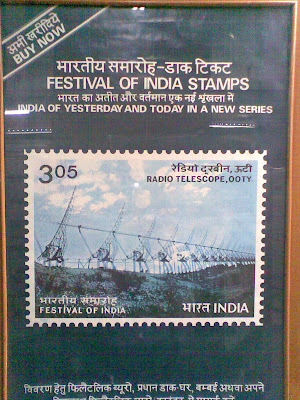 अभी खरीदिये
BUY NOW
भारतीय समारोह-डाक टिकट
FESTIVAL OF INDIA STAMPS
भारत का अतीत और वर्तमान एक नई श्रृंखला में
INDIA OF YESTERDAY AND TODAY IN A NEW SERIES
3.05
रेडियो दूरबीन, ऊटी
RADIO TELESCOPE, OOTY
भारतीय समारोह
FESTIVAL OF INDIA
भारत INDIA
विवरण हेतु फिलैटलिक ब्यूरो, प्रधान डाक-घर, बम्बई अथवा अपने